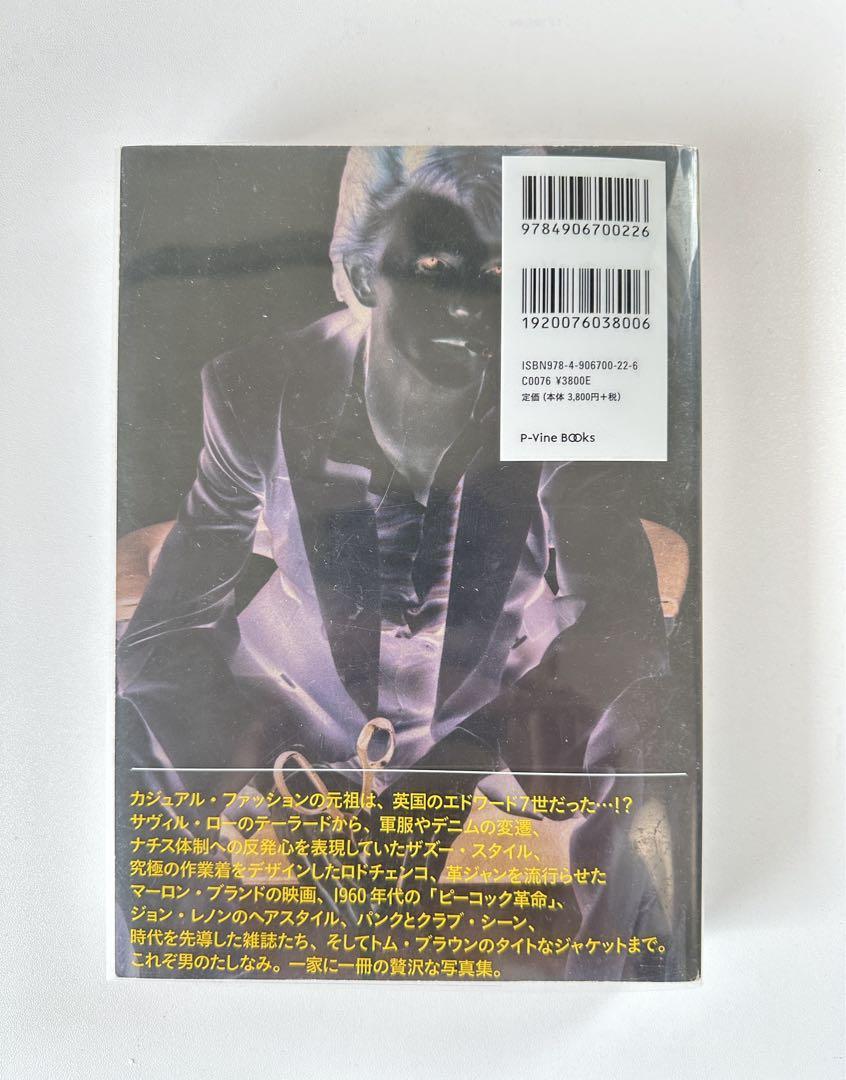 9784906700226
1920076038006
ISBN978-4-906700-22-6
C0076 ¥3800E
定価(本体 3,800円+税)
P-Vine BOOks
カジュアル・ファッションの元祖は、英国のエドワード7世だった…!?
サヴィル・ローのテーラードから、軍服やデニムの変遷、
ナチス体制への反発心を表現していたザズー・スタイル、
究極の作業着をデザインしたロドチェンコ、革ジャンを流行らせた
マーロン・ブランドの映画、1960年代の「ピーコック革命」、
ジョン・レノンのヘアスタイル、パンクとクラブ・シーン、
時代を先導した雑誌たち、そしてトム・ブラウンのタイトなジャケットまで。
これぞ男のたしなみ。一家に一冊の贅沢な写真集。